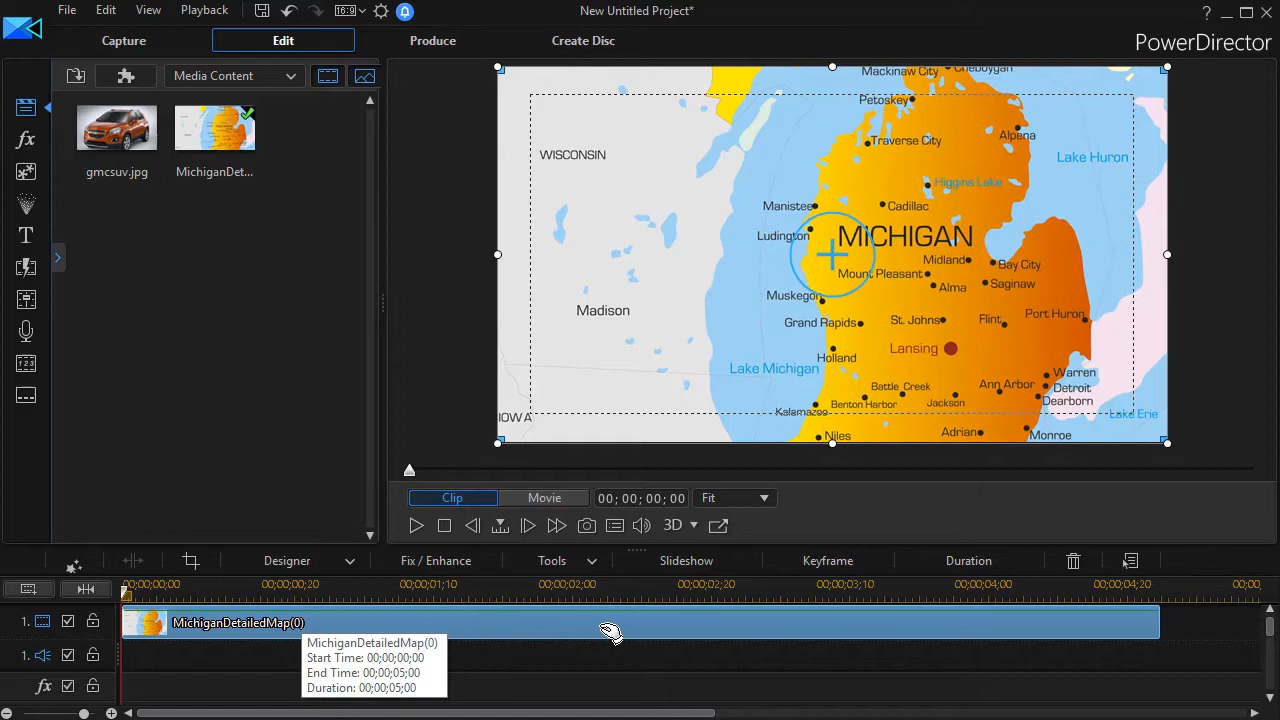 File Edit View Playback 16:9 New Untitled Project* ?
Capture Edit Produce Create Disc PowerDirector
Media Content
gmcsuv.jpg MichiganDet...
fx
T
Mackinaw City Cheboygan
Petoskey
Alpena
Traverse City
WISCONSIN
Lake Huron
Higgins Lake
Manistee Cadillac
Ludington MICHIGAN
Midland Bay City
Mount Pleasant
Alma Saginaw
Muskegon
Madison
Grand Rapids St. Johns Flint Port Huron
Lansing
Holland
Lake Michigan
Warren
Battle Creek Ann Arbor Detroit
Benton Harbor Jackson Dearborn
Kalamazoo
IOWA Lake Erie
Niles Adrian Monroe
Clip Movie 00; 00; 00; 00 Fit
3D
Designer Fix / Enhance Tools Slideshow Keyframe Duration
00;00;00;00 00;00;00;20 00;00;01;10 00;00;02;00 00;00;02;20 00;00;03;10 00;00;04;00 00;00;04;20 00;00
1. MichiganDetailedMap(0)
MichiganDetailedMap(0)
Start Time: 00;00;00;00
End Time: 00;00;05;00
Duration: 00;00;05;00
1.
fx